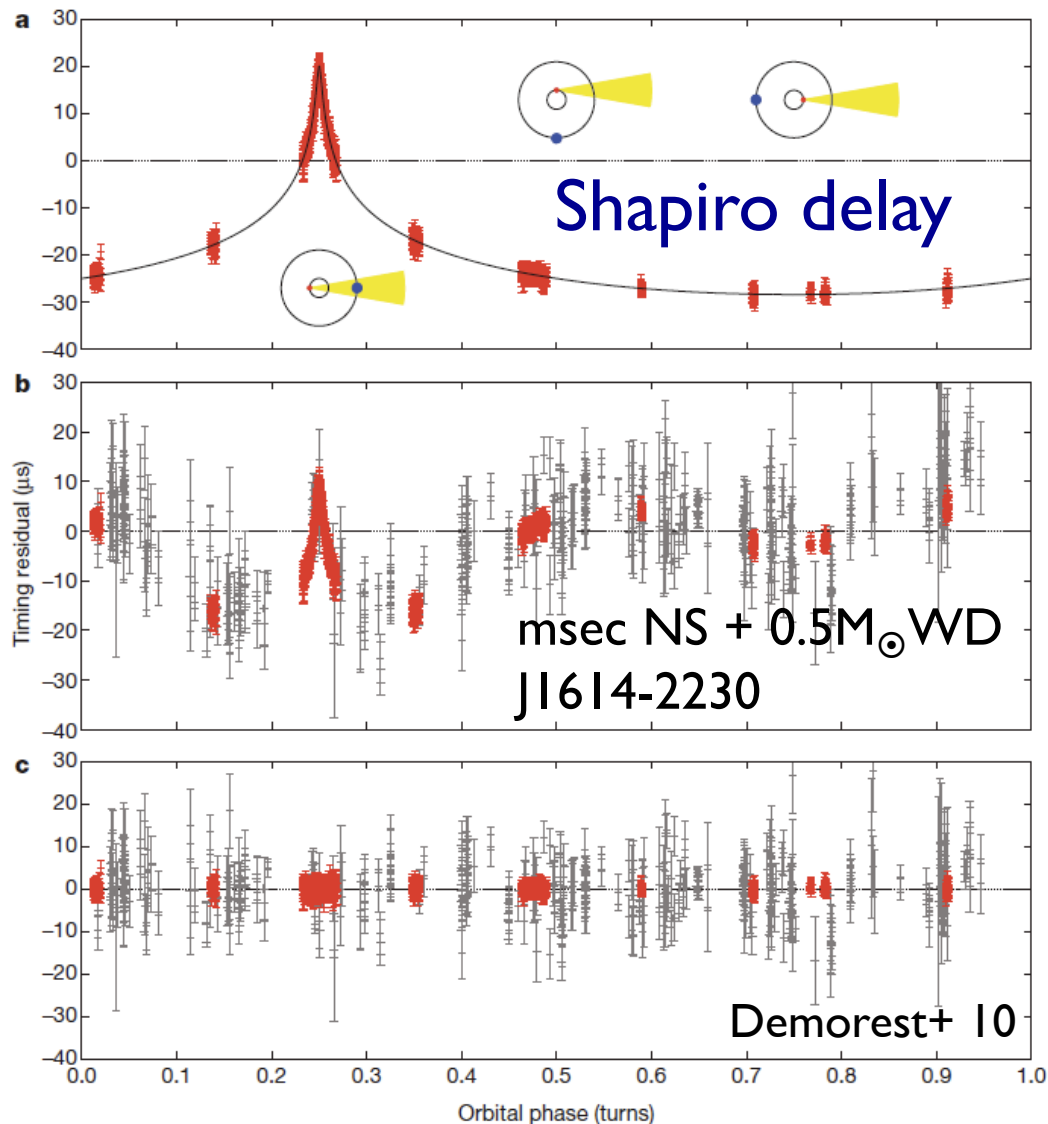 a
30
20
10
0
–10
–20
–30
–40
Shapiro delay
b
30
20
10
0
–10
–20
–30
–40
Timing residual (μs)
msec NS + 0.5M☉WD
J1614-2230
c
30
20
10
0
–10
–20
–30
–40
Demorest+ 10
0.0 0.1 0.2 0.3 0.4 0.5 0.6 0.7 0.8 0.9 1.0
Orbital phase (turns)